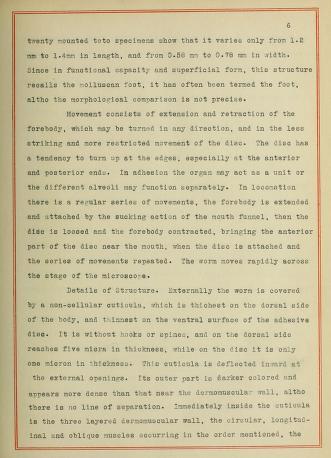 6
twenty mounted toto specimens show that it varies only from 1.2
mm to 1.4mm in length, and from 0.56 mm to 0.78 mm in width.
Since in functional capacity and superficial form, this structure
recalls the molluscan foot, it has often been termed the foot,
altho the morphological comparison is not precise.
Movement consists of extension and retraction of the
forebody, which may be turned in any direction, and in the less
striking and more restricted movement of the disc. The disc has
a tendency to turn up at the edges, especially at the anterior
and posterior ends. In adhesion the organ may act as a unit or
the different alveoli may function separately. In locomotion
there is a regular series of movements, the forebody is extended
and attached by the sucking action of the mouth funnel, then the
disc is loosed and the forebody contracted, bringing the anterior
part of the disc near the mouth, when the disc is attached and
the series of movements repeated. The worm moves rapidly across
the stage of the microscope.
Details of Structure. Externally the worm is covered
by a non-cellular cuticula, which is thickest on the dorsal side
of the body, and thinnest on the ventral surface of the adhesive
disc. It is without hooks or spines, and on the dorsal side
reaches five micra in thickness, while on the disc it is only
one micron in thickness. This cuticula is deflected inward at
the external openings. Its outer part is darker colored and
appears more dense than that near the dermomuscular wall, altho
there is no line of separation. Immediately inside the cuticula
is the three layered dermomuscular wall, the circular, longitud-
inal and oblique muscles occurring in the order mentioned, the